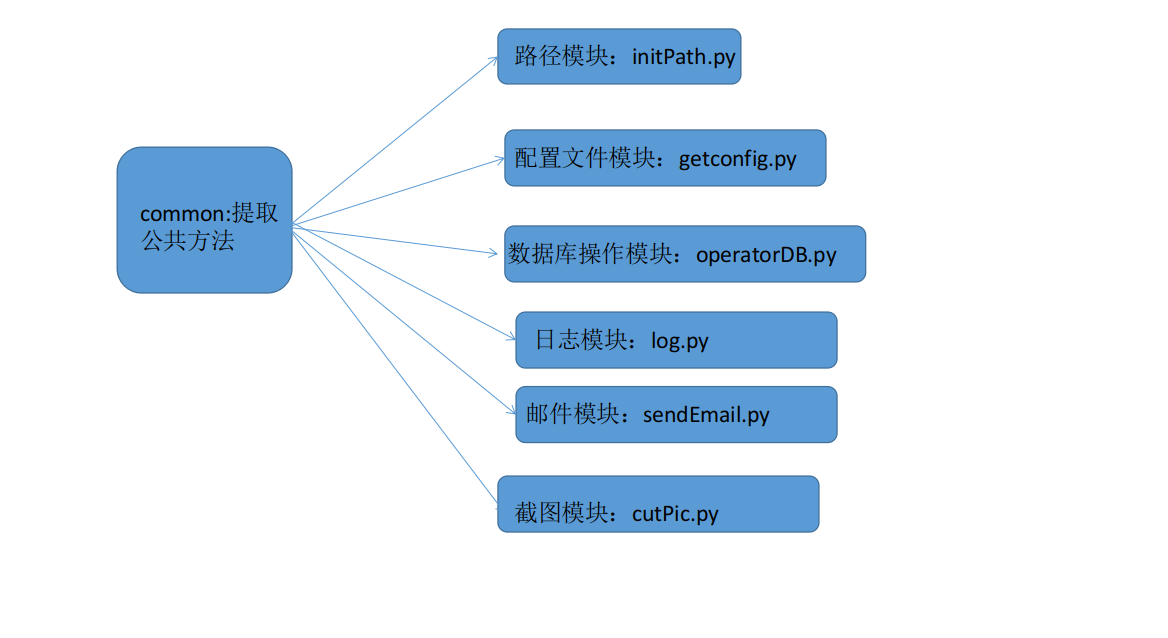 路径模块：initPath.py
配置文件模块：getconfig.py
common:提取
公共方法
数据库操作模块：operatorDB.py
日志模块：log.py
邮件模块：sendEmail.py
截图模块：cutPic.py